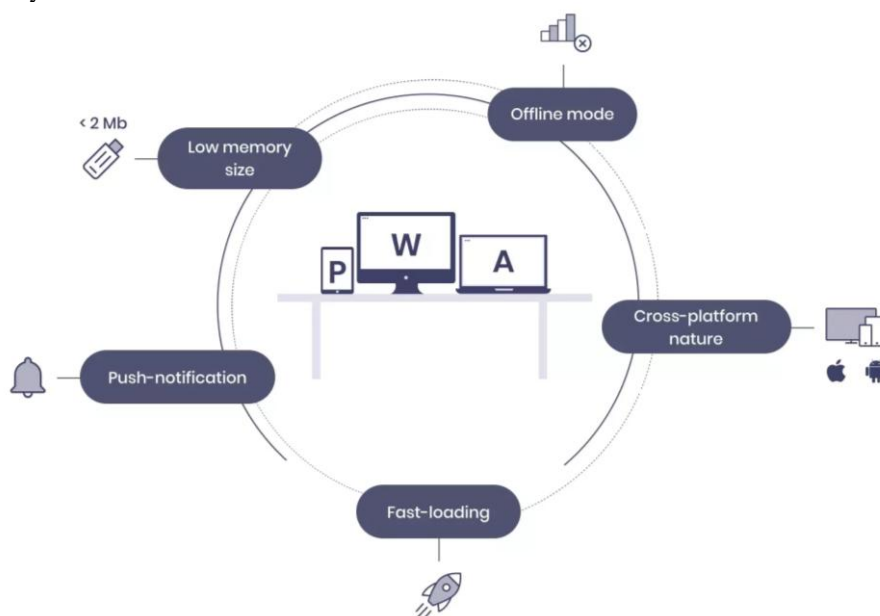 Offline mode
< 2 Mb
Low memory
size
P
W
A
Cross-platform
nature
Push-notification
Fast-loading